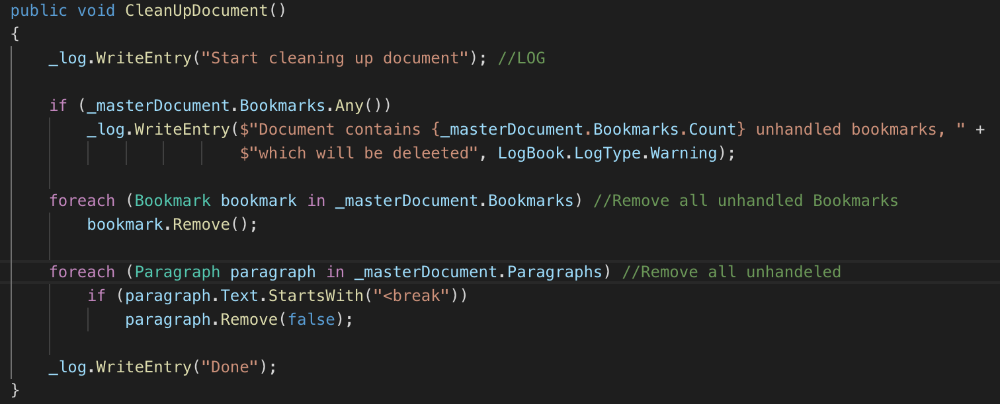 public void CleanUpDocument()
{
    _log.WriteEntry("Start cleaning up document"); //LOG

    if (_masterDocument.Bookmarks.Any())
        _log.WriteEntry($"Document contains {_masterDocument.Bookmarks.Count} unhandled bookmarks, " +
                        $"which will be deleeted", LogBook.LogType.Warning);

    foreach (Bookmark bookmark in _masterDocument.Bookmarks) //Remove all unhandled Bookmarks
        bookmark.Remove();

    foreach (Paragraph paragraph in _masterDocument.Paragraphs) //Remove all unhandeled
        if (paragraph.Text.StartsWith("<break"))
            paragraph.Remove(false);

    _log.WriteEntry("Done");
}